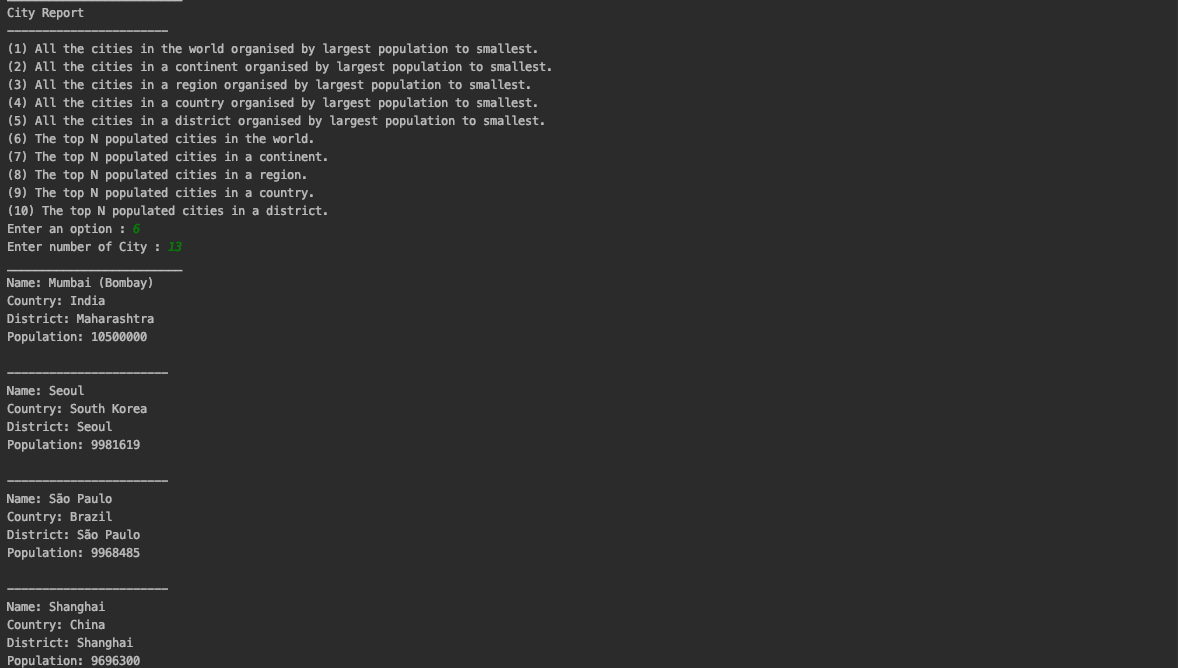 City Report
_______________________
(1) All the cities in the world organised by largest population to smallest.
(2) All the cities in a continent organised by largest population to smallest.
(3) All the cities in a region organised by largest population to smallest.
(4) All the cities in a country organised by largest population to smallest.
(5) All the cities in a district organised by largest population to smallest.
(6) The top N populated cities in the world.
(7) The top N populated cities in a continent.
(8) The top N populated cities in a region.
(9) The top N populated cities in a country.
(10) The top N populated cities in a district.
Enter an option : 6
Enter number of City : 13
_________________________
Name: Mumbai (Bombay)
Country: India
District: Maharashtra
Population: 10500000
_______________________
Name: Seoul
Country: South Korea
District: Seoul
Population: 9981619
_______________________
Name: São Paulo
Country: Brazil
District: São Paulo
Population: 9968485
_______________________
Name: Shanghai
Country: China
District: Shanghai
Population: 9696300